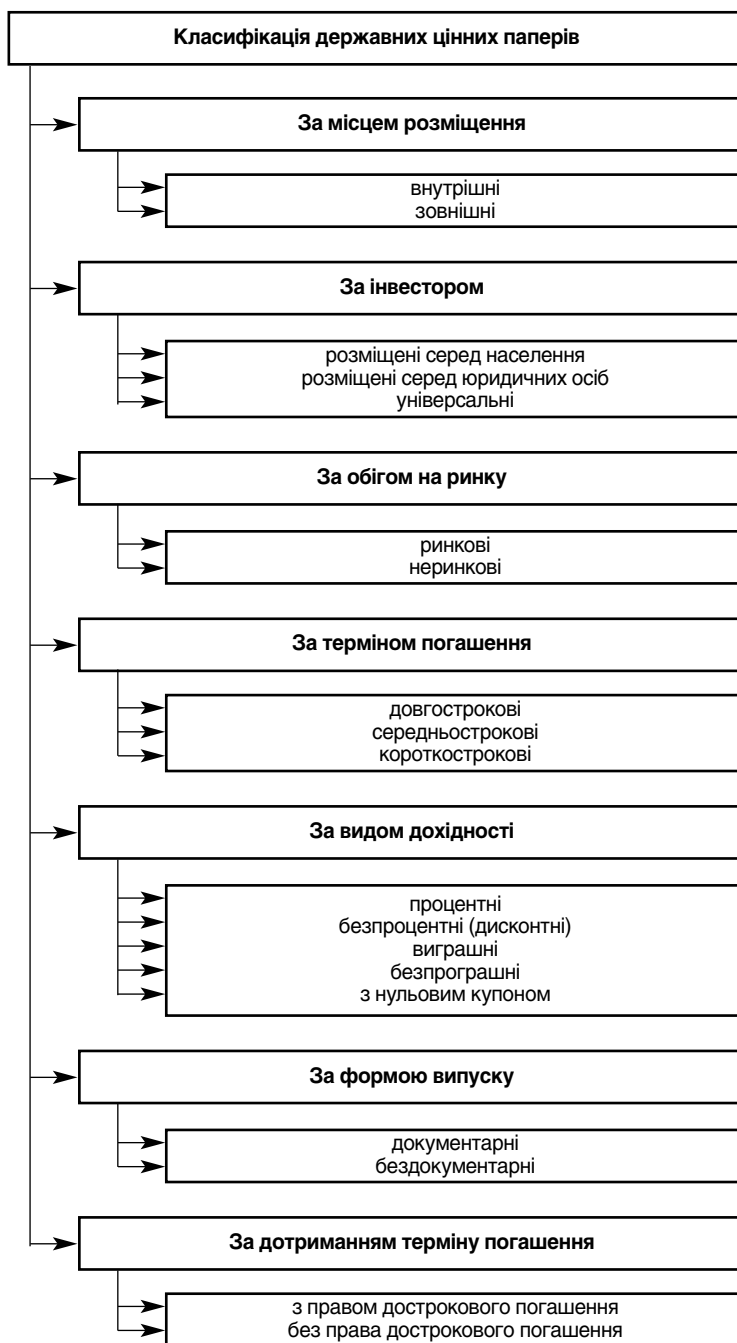 Класифікація державних цінних паперів
За місцем розміщення
внутрішні
зовнішні
За інвестором
розміщені серед населення
розміщені серед юридичних осіб
універсальні
За обігом на ринку
ринкові
неринкові
За терміном погашення
довгострокові
середньострокові
короткострокові
За видом дохідності
процентні
безпроцентні (дисконтні)
виграшні
безпрограшні
з нульовим купоном
За формою випуску
документарні
бездокументарні
За дотриманням терміну погашення
з правом дострокового погашення
без права дострокового погашення